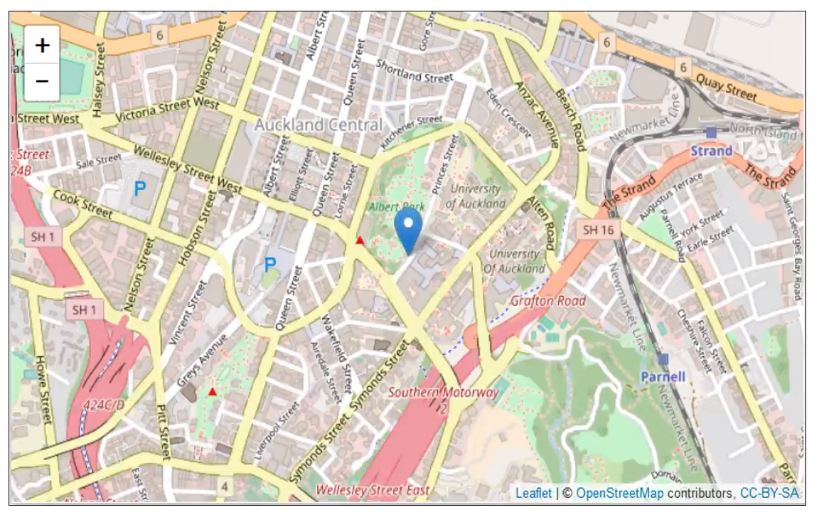 +
−
6
6
6
Halsey Street
Nelson Street
Albert Str
Queen Street
Gore Stre
Shortland Street
Quay Street
Eden Crescent
Anzac Avenue
Beach Road
Newmarket Line
North Island
Strand
Victoria Street West
Street West
Auckland Central
Kitchener Street
Street
24B
Sale Street
Wellesley Street West
P
Albert Street
Elliott Street
Queen Street
Lorne Street
Princes Street
University
of Auckland
Albert Park
Alten Road
The Strand
The Strand
Augustus Terrace
Cook Street
SH 1
Hobson Street
Nelson Street
P
University
Of Auckland
SH 16
York Street
Earle Street
Parnell Road
Saint Georges Bay Road
SH 1
Vincent Street
Queen Street
Grafton Road
Newmarket Line
Falcon Street
Cheshire Street
Greys Avenue
Wakefield Street
Airedale Street
Symonds Street
Parnell
Howe Street
424C/D
Pitt Street
Southern Motorway
2
Liverpool Street
Symonds Street
Newmarket Line
East Str
4
Wellesley Street East
Domain
Parn
Leaflet | © OpenStreetMap contributors, CC-BY-SA